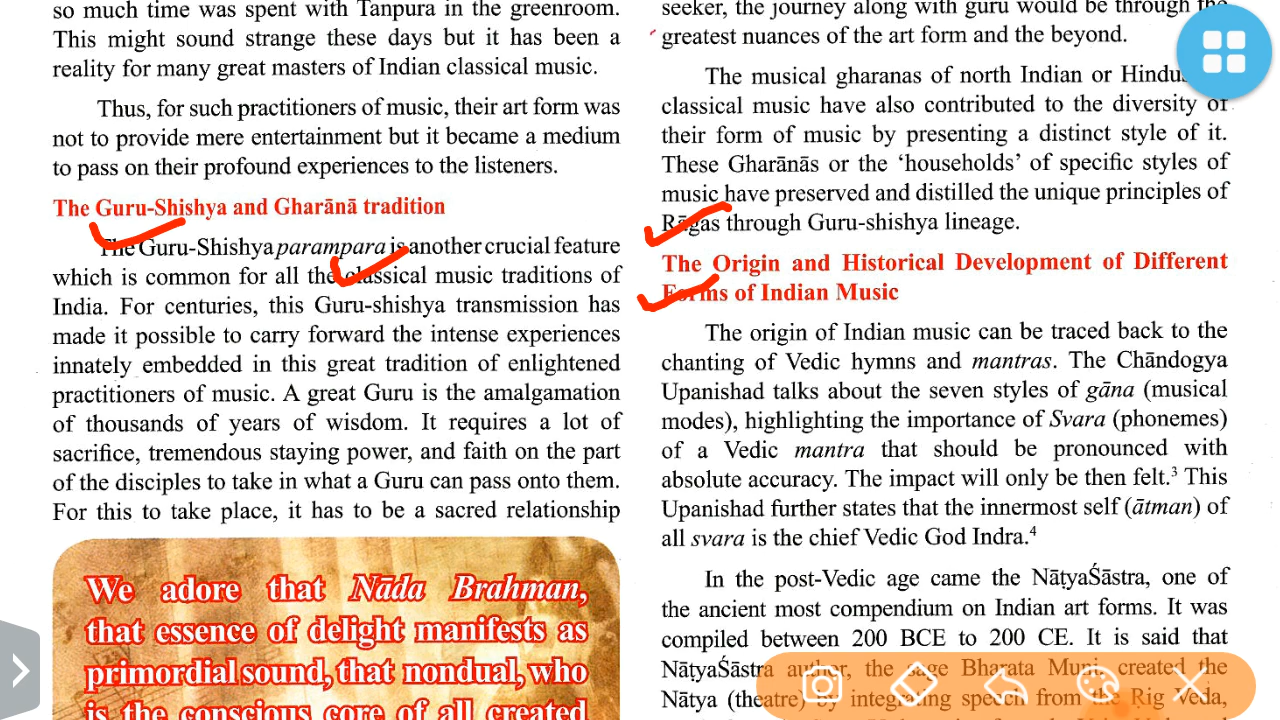 so much time was spent with Tanpura in the greenroom.
This might sound strange these days but it has been a
reality for many great masters of Indian classical music.
Thus, for such practitioners of music, their art form was
not to provide mere entertainment but it became a medium
to pass on their profound experiences to the listeners.
The Guru-Shishya and Gharānā tradition
The Guru-Shishya parampara is another crucial feature
which is common for all the classical music traditions of
India. For centuries, this Guru-shishya transmission has
made it possible to carry forward the intense experiences
innately embedded in this great tradition of enlightened
practitioners of music. A great Guru is the amalgamation
of thousands of years of wisdom. It requires a lot of
sacrifice, tremendous staying power, and faith on the part
of the disciples to take in what a Guru can pass onto them.
For this to take place, it has to be a sacred relationship
We adore that Nāda Brahman,
that essence of delight manifests as
primordial sound, that nondual, who
is the conscious core of all created
seeker, the journey along with guru would be through the
greatest nuances of the art form and the beyond.
The musical gharanas of north Indian or
classical music have also contributed to the diversity of
their form of music by presenting a distinct style of it.
These Gharānās or the ‘households’ of specific styles of
music have preserved and distilled the unique principles of
Rāgas through Guru-shishya lineage.
The Origin and Historical Development of Different
Forms of Indian Music
The origin of Indian music can be traced back to the
chanting of Vedic hymns and mantras. The Chāndogya
Upanishad talks about the seven styles of gāna (musical
modes), highlighting the importance of Svara (phonemes)
of a Vedic mantra that should be pronounced with
absolute accuracy. The impact will only be then felt.³ This
Upanishad further states that the innermost self (ātman) of
all svara is the chief Vedic God Indra.⁴
In the post-Vedic age came the NāṭyaŚāstra, one of
the ancient most compendium on Indian art forms. It was
compiled between 200 BCE to 200 CE. It is said that
NāṭyaŚāstra author, the sage Bharata Muni, created the
Nātya (theatre) by integrating speech from the Ṛig Veda,